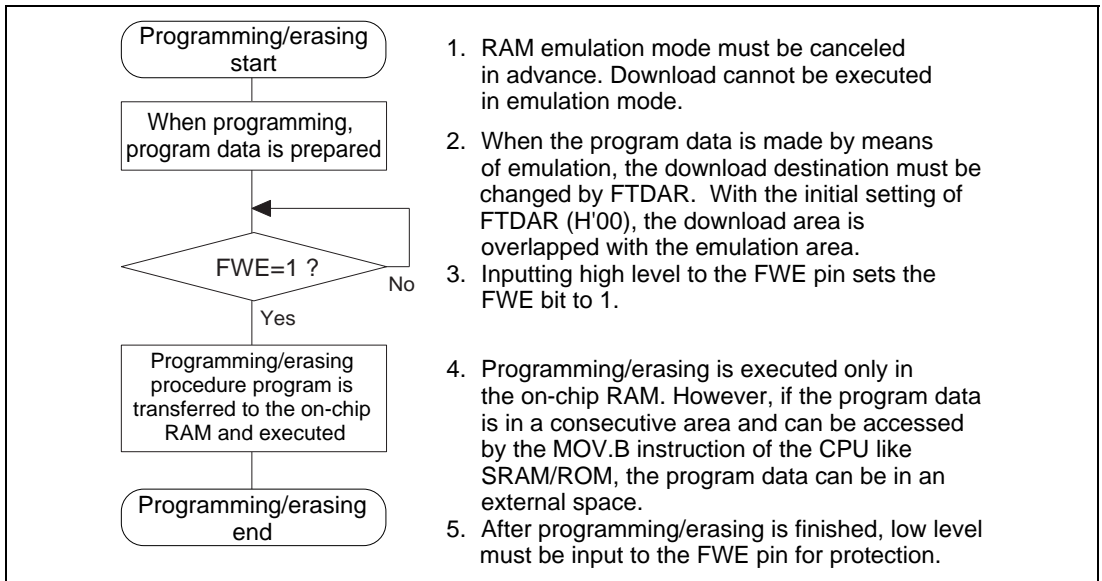 Programming/erasing
start
When programming,
program data is prepared
FWE=1 ?
No
Yes
Programming/erasing
procedure program is
transferred to the on-chip
RAM and executed
Programming/erasing
end
1. RAM emulation mode must be canceled
in advance. Download cannot be executed
in emulation mode.
2. When the program data is made by means
of emulation, the download destination must be
changed by FTDAR. With the initial setting of
FTDAR (H'00), the download area is
overlapped with the emulation area.
3. Inputting high level to the FWE pin sets the
FWE bit to 1.
4. Programming/erasing is executed only in
the on-chip RAM. However, if the program data
is in a consecutive area and can be accessed
by the MOV.B instruction of the CPU like
SRAM/ROM, the program data can be in an
external space.
5. After programming/erasing is finished, low level
must be input to the FWE pin for protection.